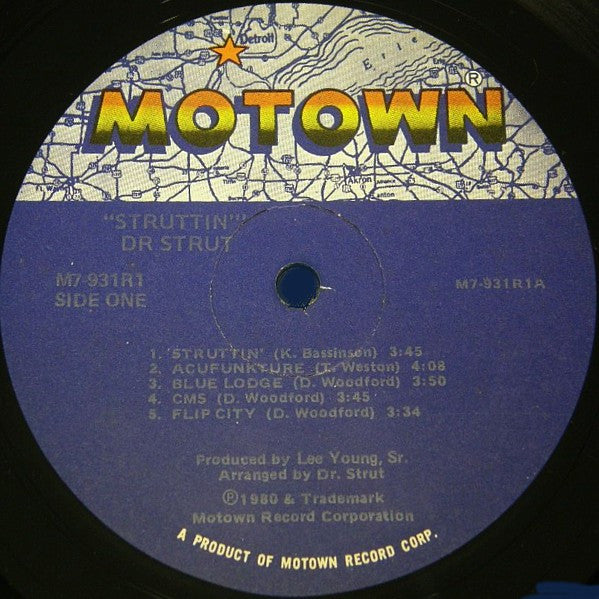 Detroit
Erie
MOTOWN®
Akron
Canton
"STRUTTIN'"
DR STRUT
M7-931R1
SIDE ONE
M7-931R1A
1. 'STRUTTIN' (K. Bassinson) 3:45
2. ACUFUNKTURE (T. Weston) 4:08
3. BLUE LODGE (D. Woodford) 3:50
4. CMS (D. Woodford) 3:45
5. FLIP CITY (D. Woodford) 3:34
Produced by Lee Young, Sr.
Arranged by Dr. Strut
℗1980 & Trademark
Motown Record Corporation
A PRODUCT OF MOTOWN RECORD CORP.